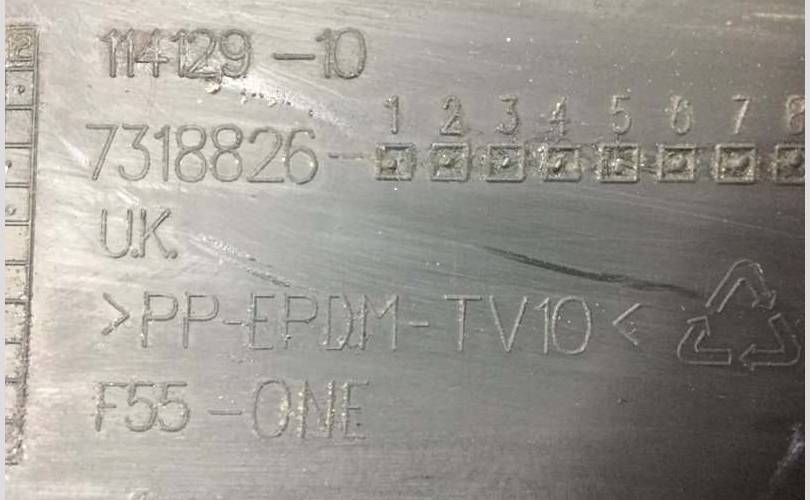 114129-10
1 2 3 4 5 6 7 8
7318826-
U.K.
>PP-EPDM-TV10<
F55-ONE